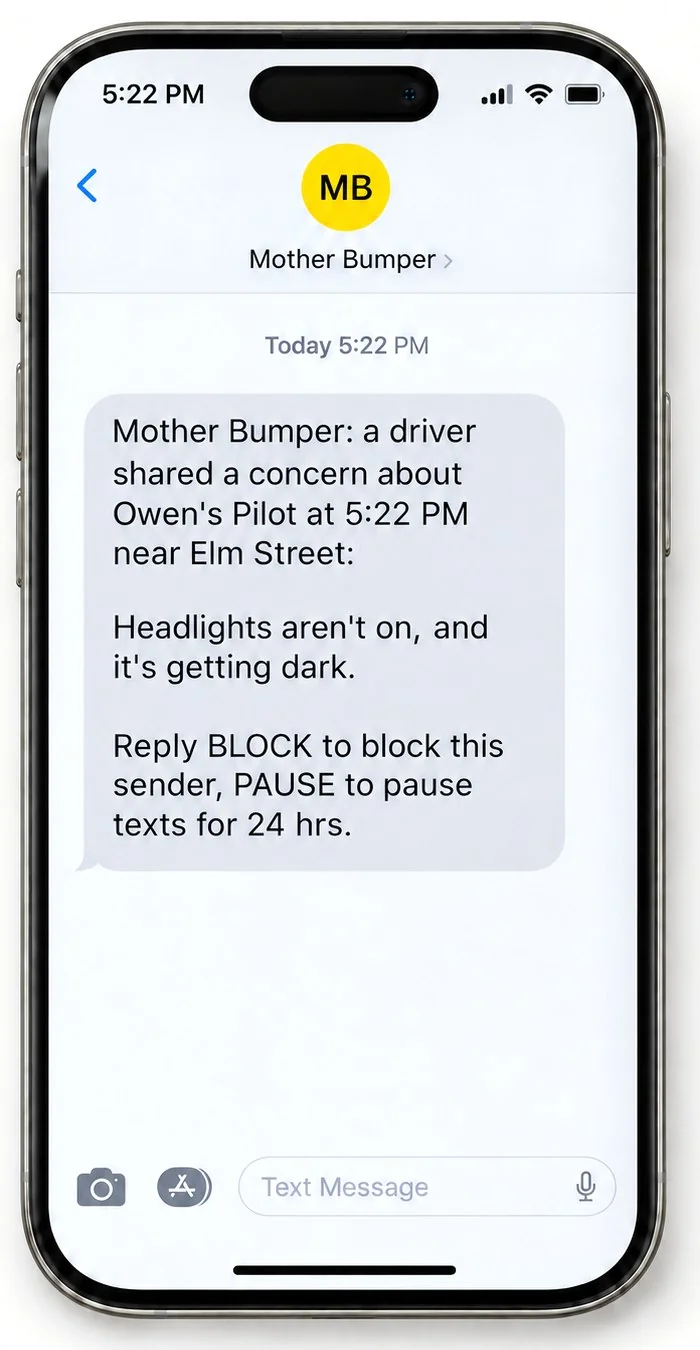 5:22 PM
MB
Mother Bumper
Today 5:22 PM
Mother Bumper: a driver
shared a concern about
Owen's Pilot at 5:22 PM
near Elm Street:
Headlights aren't on, and
it's getting dark.
Reply BLOCK to block this
sender, PAUSE to pause
texts for 24 hrs.
Text Message